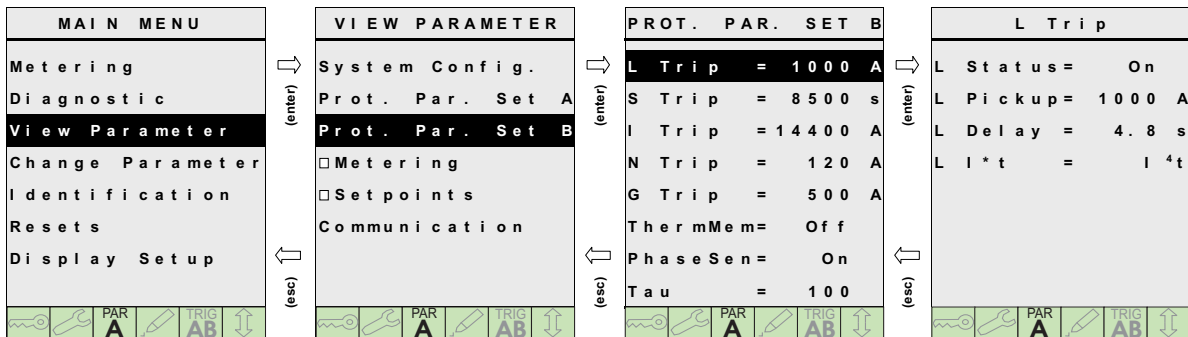 MAIN MENU
Metering
Diagnostic
View Parameter
Change Parameter
Identification
Resets
Display Setup
PAR
A
TRIG
AB
(enter)
(esc)
VIEW PARAMETER
System Config.
Prot. Par. Set A
Prot. Par. Set B
□Metering
□Setpoints
Communication
PAR
A
TRIG
AB
(enter)
(esc)
PROT. PAR. SET B
L Trip = 1000 A
S Trip = 8500 s
I Trip =14400 A
N Trip = 120 A
G Trip = 500 A
ThermMem= Off
PhaseSen= On
Tau = 100
PAR
A
TRIG
AB
(enter)
(esc)
L Trip
L Status= On
L Pickup= 1000 A
L Delay = 4.8 s
L I*t = I⁴t
PAR
A
TRIG
AB